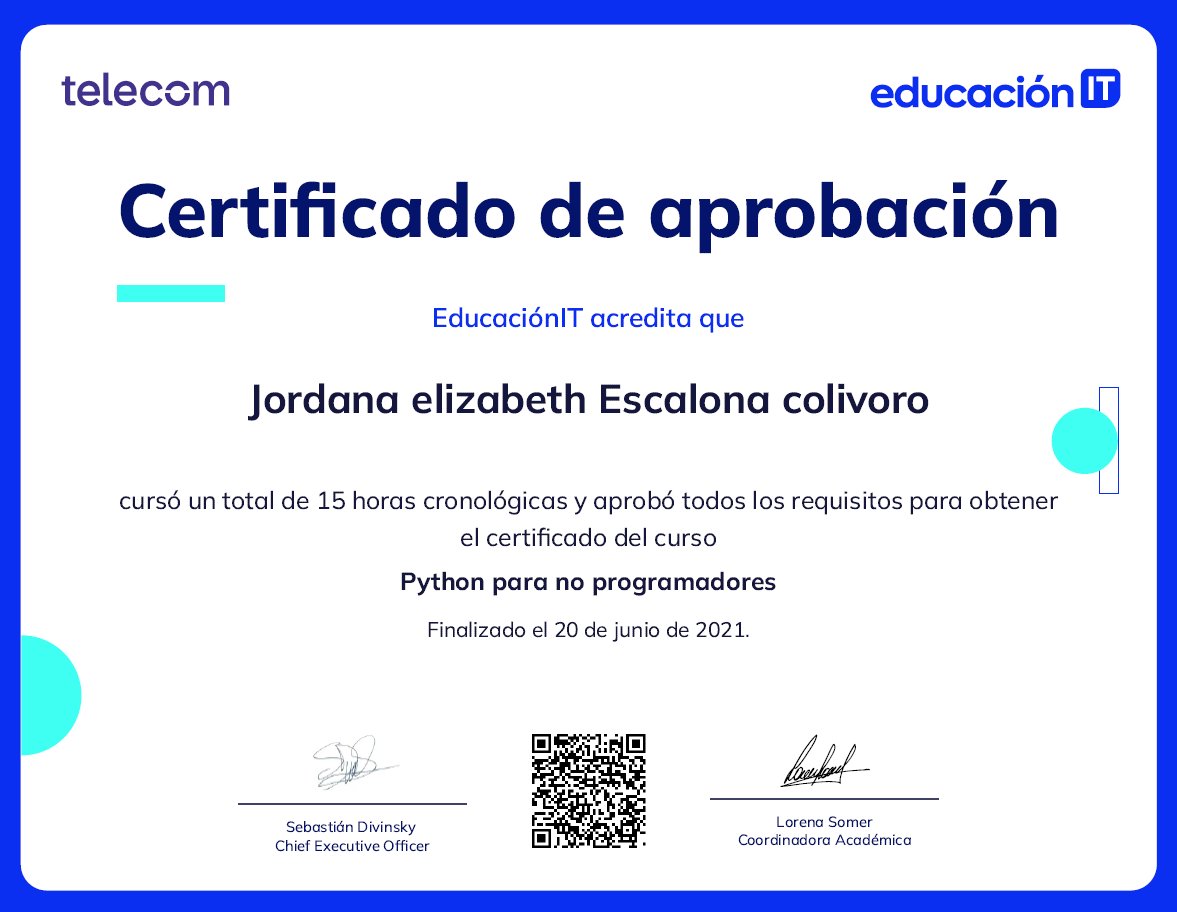 telecom
educaciónIT
Certificado de aprobación
EducaciónIT acredita que
Jordana elizabeth Escalona colivoro
cursó un total de 15 horas cronológicas y aprobó todos los requisitos para obtener
el certificado del curso
Python para no programadores
Finalizado el 20 de junio de 2021.
Sebastián Divinsky
Chief Executive Officer
Lorena Somer
Coordinadora Académica